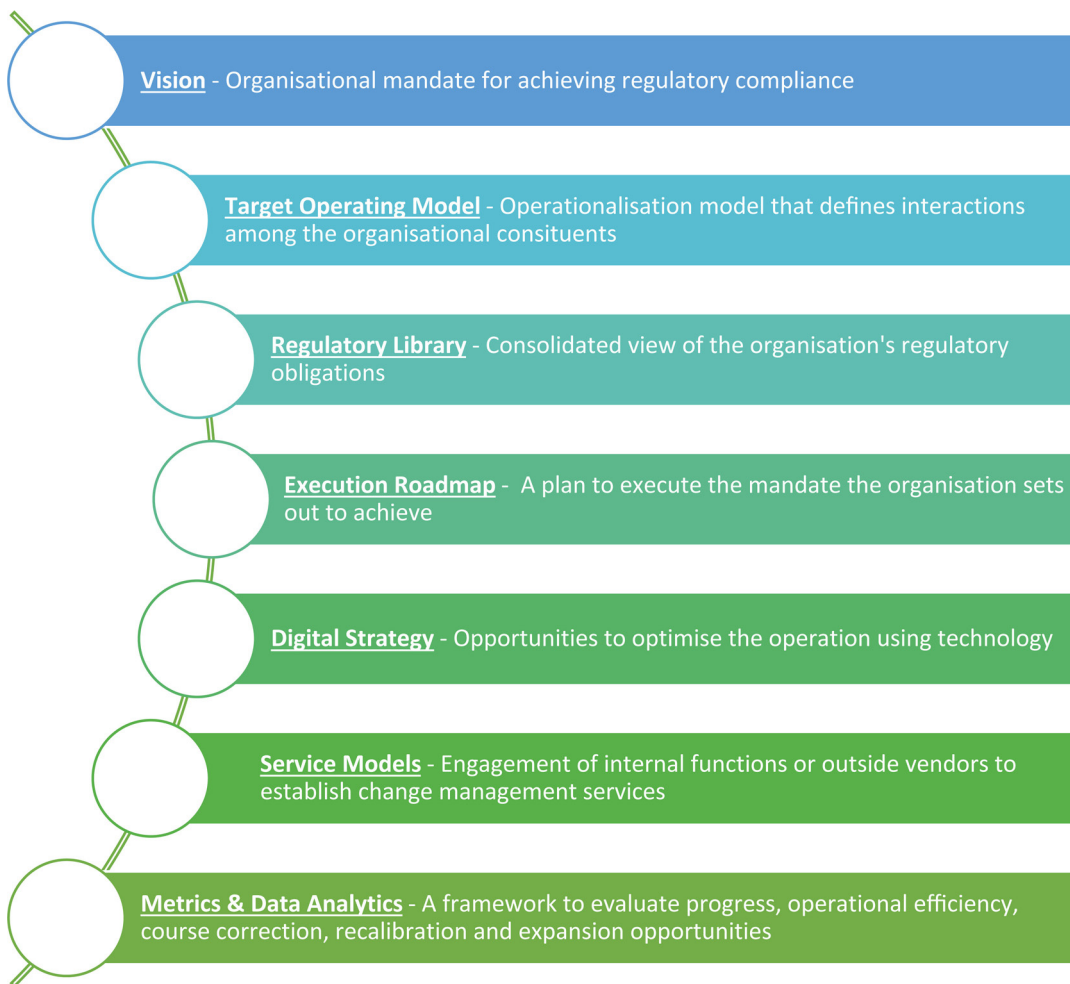 Vision - Organisational mandate for achieving regulatory compliance
Target Operating Model - Operationalisation model that defines interactions
among the organisational consituents
Regulatory Library - Consolidated view of the organisation's regulatory
obligations
Execution Roadmap -  A plan to execute the mandate the organisation sets
out to achieve
Digital Strategy - Opportunities to optimise the operation using technology
Service Models - Engagement of internal functions or outside vendors to
establish change management services
Metrics & Data Analytics - A framework to evaluate progress, operational efficiency,
course correction, recalibration and expansion opportunities